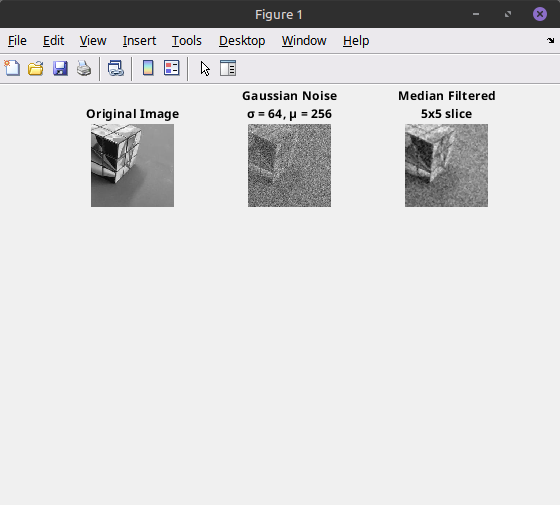 Figure 1
File Edit View Insert Tools Desktop Window Help
Original Image
Gaussian Noise
σ = 64, μ = 256
Median Filtered
5x5 slice